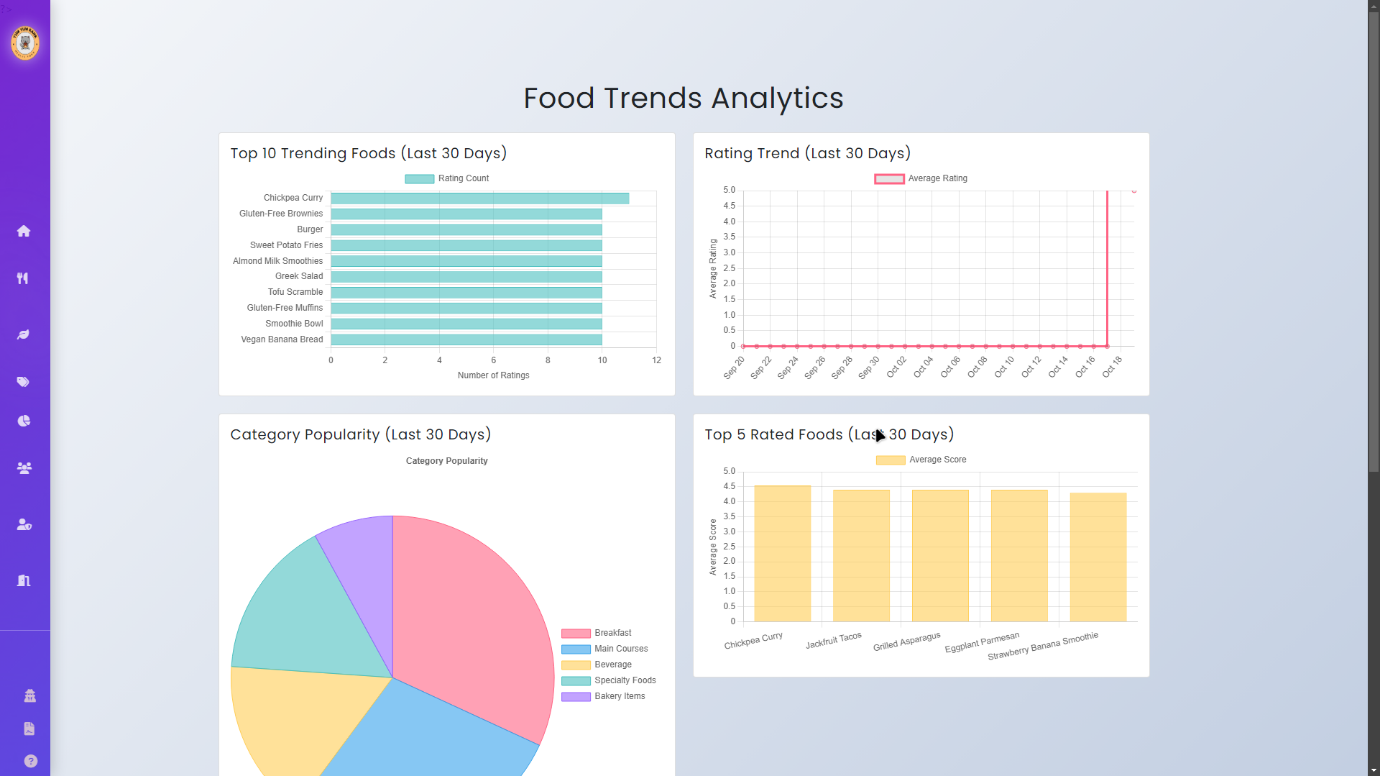 Food Trends Analytics
Top 10 Trending Foods (Last 30 Days)
Rating Count
Chickpea Curry
Gluten-Free Brownies
Burger
Sweet Potato Fries
Almond Milk Smoothies
Greek Salad
Tofu Scramble
Gluten-Free Muffins
Smoothie Bowl
Vegan Banana Bread
0 2 4 6 8 10 12
Number of Ratings
Rating Trend (Last 30 Days)
Average Rating
5.0
4.5
4.0
3.5
3.0
2.5
2.0
1.5
1.0
0.5
0
Average Rating
Sep 20 Sep 22 Sep 24 Sep 26 Sep 28 Sep 30 Oct 02 Oct 04 Oct 06 Oct 08 Oct 10 Oct 12 Oct 14 Oct 16 Oct 18
Category Popularity (Last 30 Days)
Category Popularity
Breakfast
Main Courses
Beverage
Specialty Foods
Bakery Items
Top 5 Rated Foods (Last 30 Days)
Average Score
5.0
4.5
4.0
3.5
3.0
2.5
2.0
1.5
1.0
0.5
0
Average Score
Chickpea Curry Jackfruit Tacos Grilled Asparagus Eggplant Parmesan Strawberry Banana Smoothie